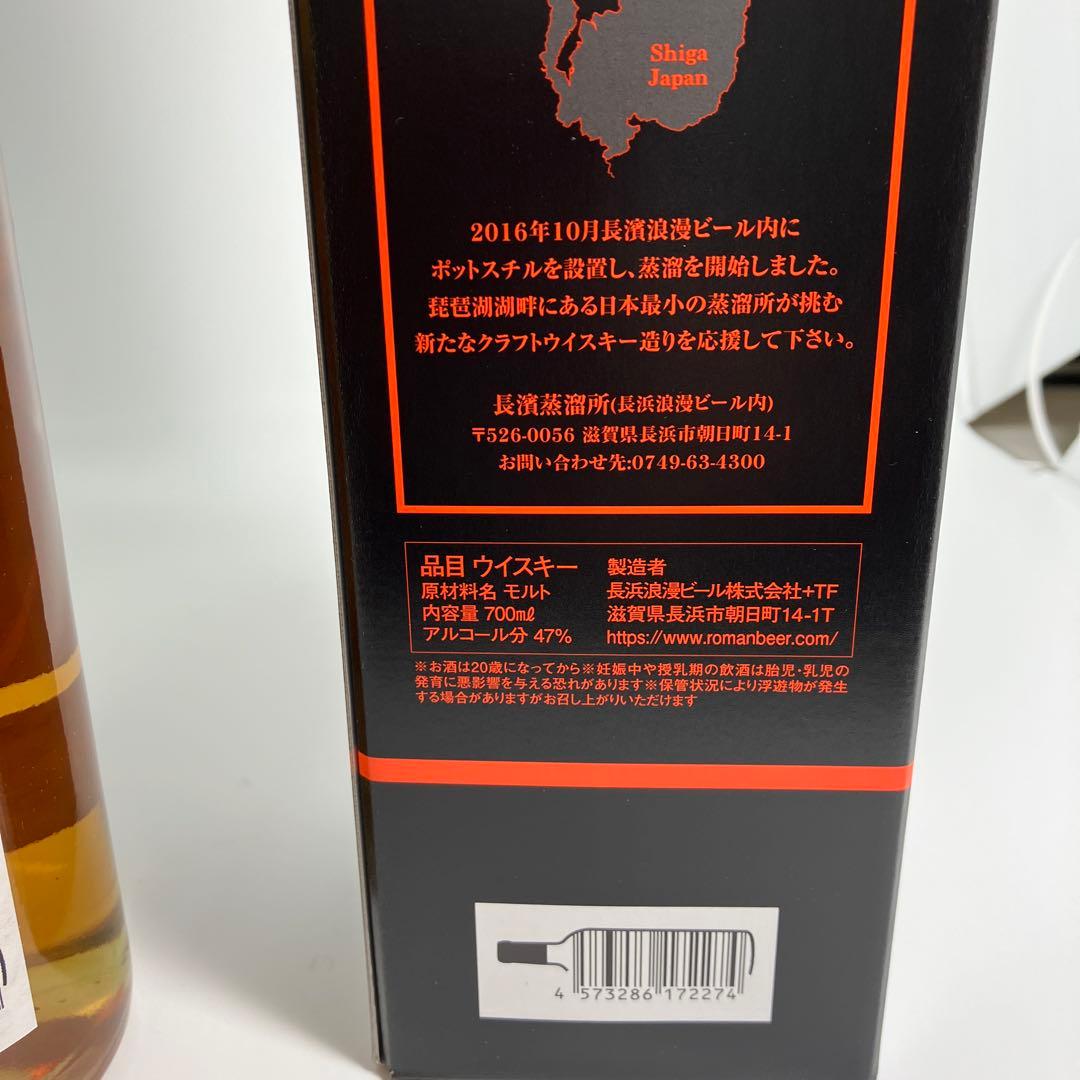 Shiga
Japan
2016年10月長濱浪漫ビール内に
ポットスチルを設置し、蒸溜を開始しました。
琵琶湖湖畔にある日本最小の蒸溜所が挑む
新たなクラフトウイスキー造りを応援して下さい。
長濱蒸溜所(長浜浪漫ビール内)
〒526-0056 滋賀県長浜市朝日町14-1
お問い合わせ先:0749-63-4300
品目 ウイスキー
原材料名 モルト
内容量 700㎖
アルコール分 47%
製造者
長浜浪漫ビール株式会社+TF
滋賀県長浜市朝日町14-1T
https://www.romanbeer.com/
※お酒は20歳になってから※妊娠中や授乳期の飲酒は胎児・乳児の
発育に悪影響を与える恐れがあります※保管状況により浮遊物が発生
する場合がありますがお召し上がりいただけます
4 573286 172274